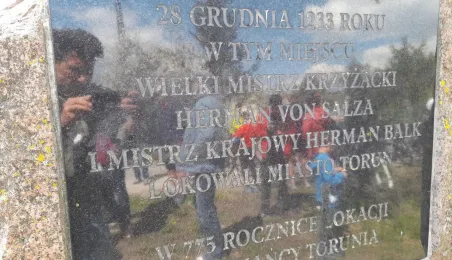 28 GRUDNIA 1233 ROKU
W TYM MIEJSCU
WIELKI MISTRZ KRZYŻACKI
HERMAN VON SALZA
I MISTRZ KRAJOWY HERMAN BALK
LOKOWALI MIASTO TORUŃ
W 775 ROCZNICĘ LOKACJI
TORUNIA